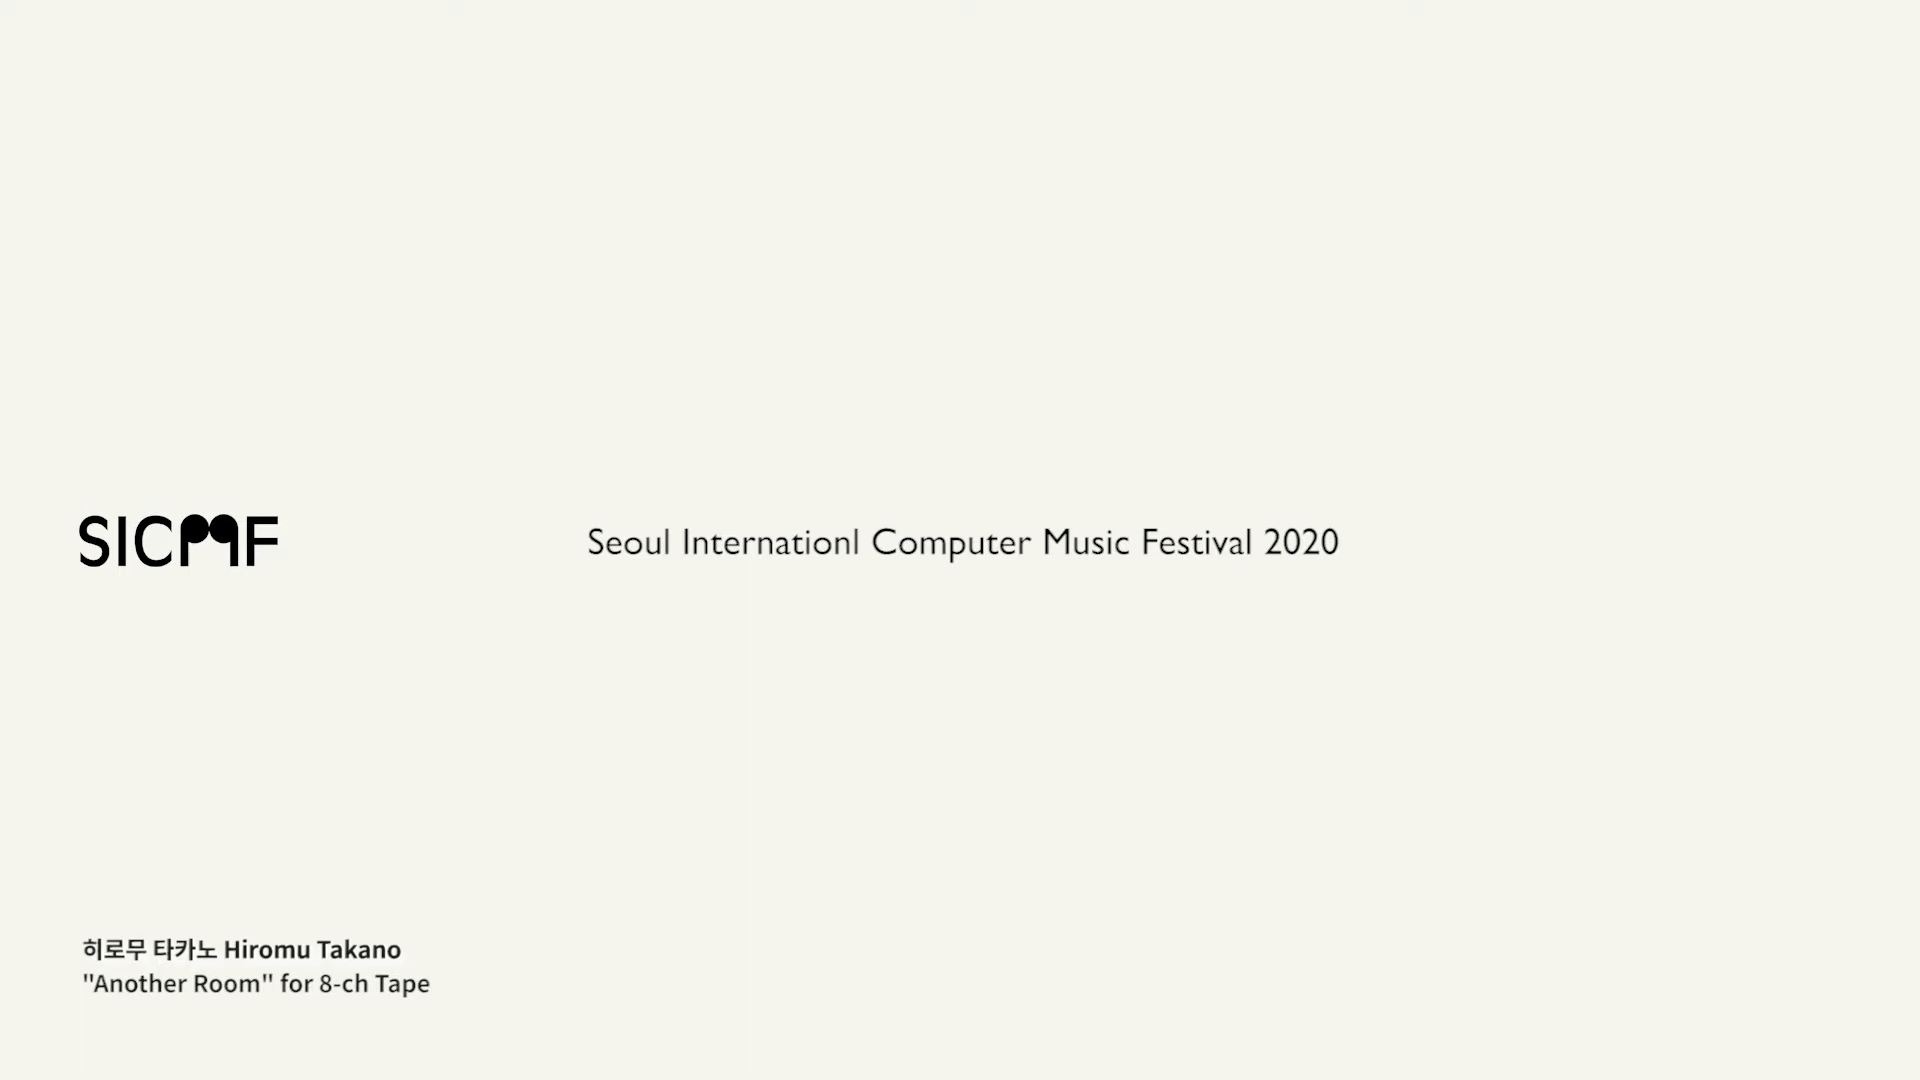 SICMF
Seoul Internationl Computer Music Festival 2020
히로무 타카노 Hiromu Takano
"Another Room" for 8-ch Tape